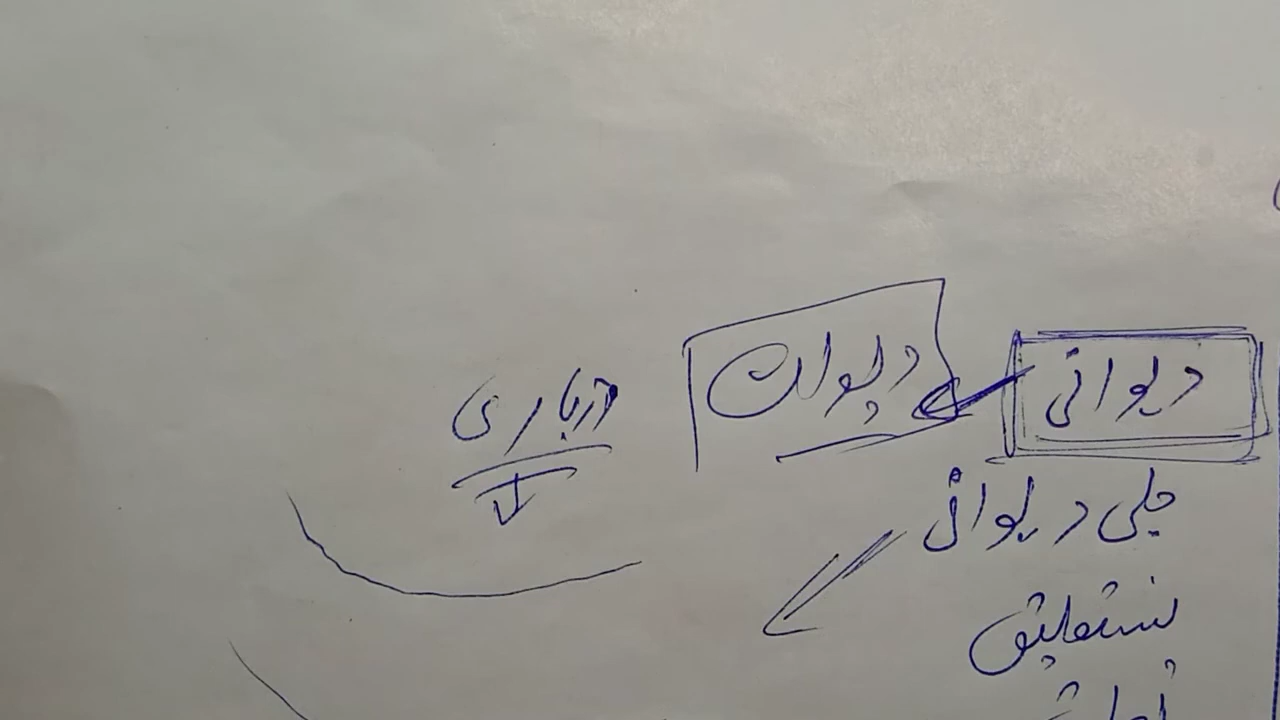 دیوانی
دیوان
درباری
جلی دیوانی
نستعلیق